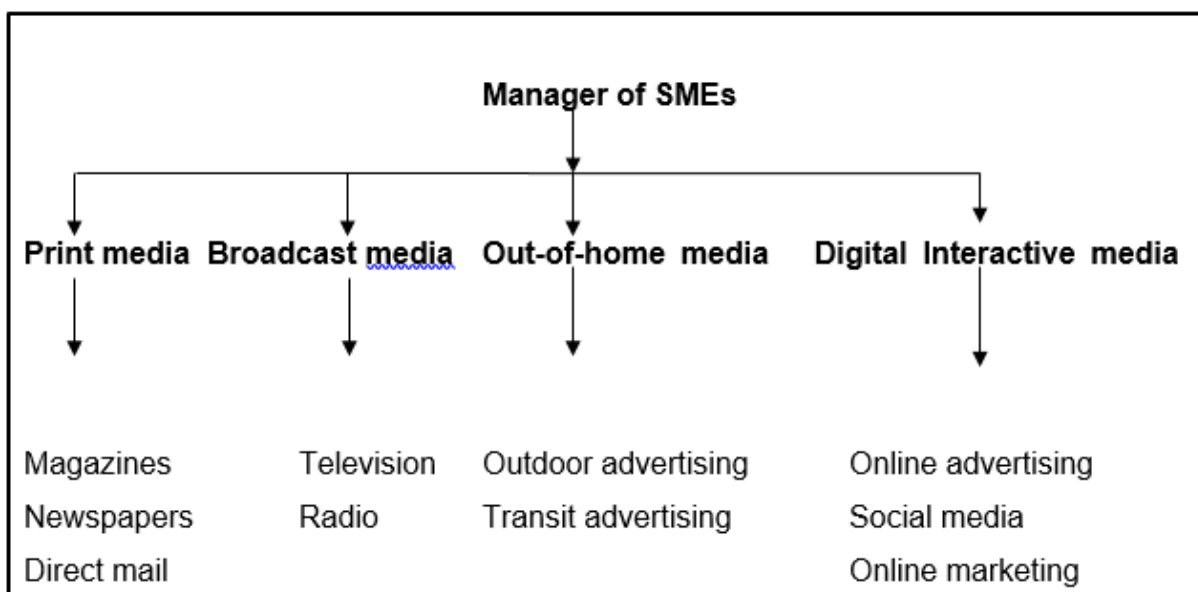 Manager of SMEs
Print media Broadcast media Out-of-home media Digital Interactive media
Magazines Television Outdoor advertising Online advertising
Newspapers Radio Transit advertising Social media
Direct mail Online marketing